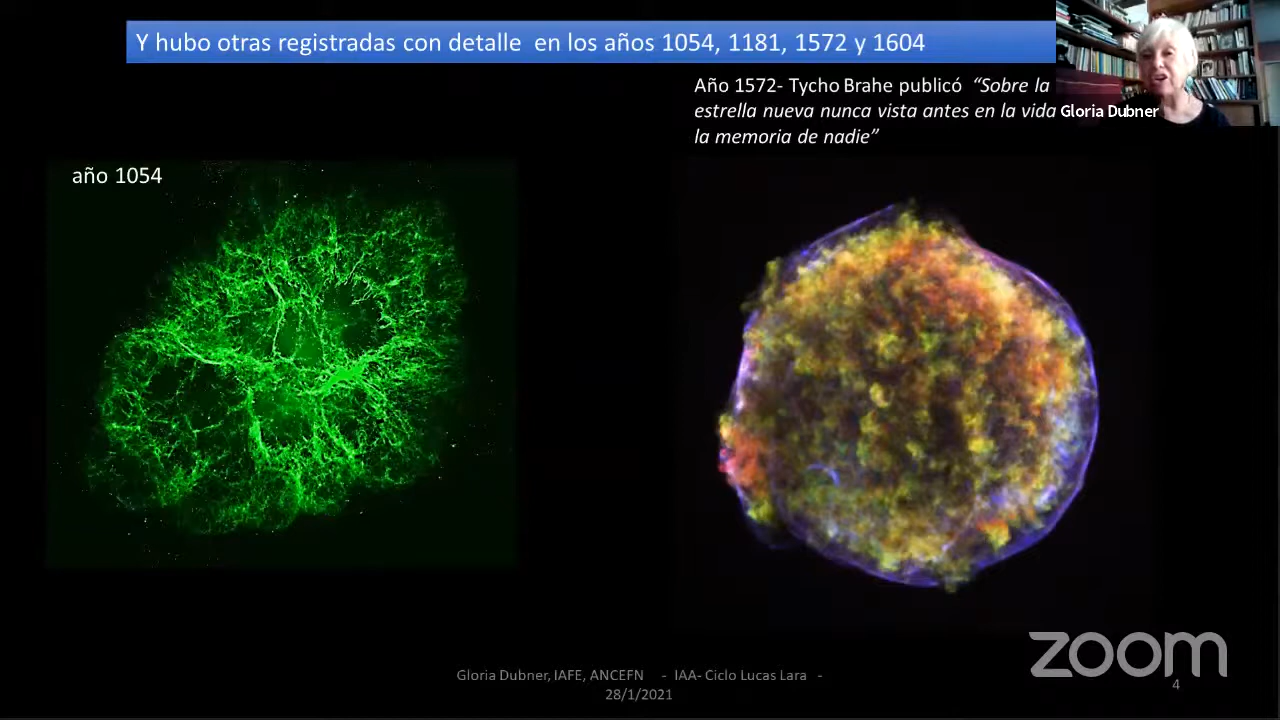 Y hubo otras registradas con detalle en los años 1054, 1181, 1572 y 1604
Año 1572- Tycho Brahe publicó “Sobre la
estrella nueva nunca vista antes en la vida
la memoria de nadie”
Gloria Dubner
año 1054
zoom
Gloria Dubner, IAFE, ANCEFN - IAA- Ciclo Lucas Lara -
28/1/2021
4